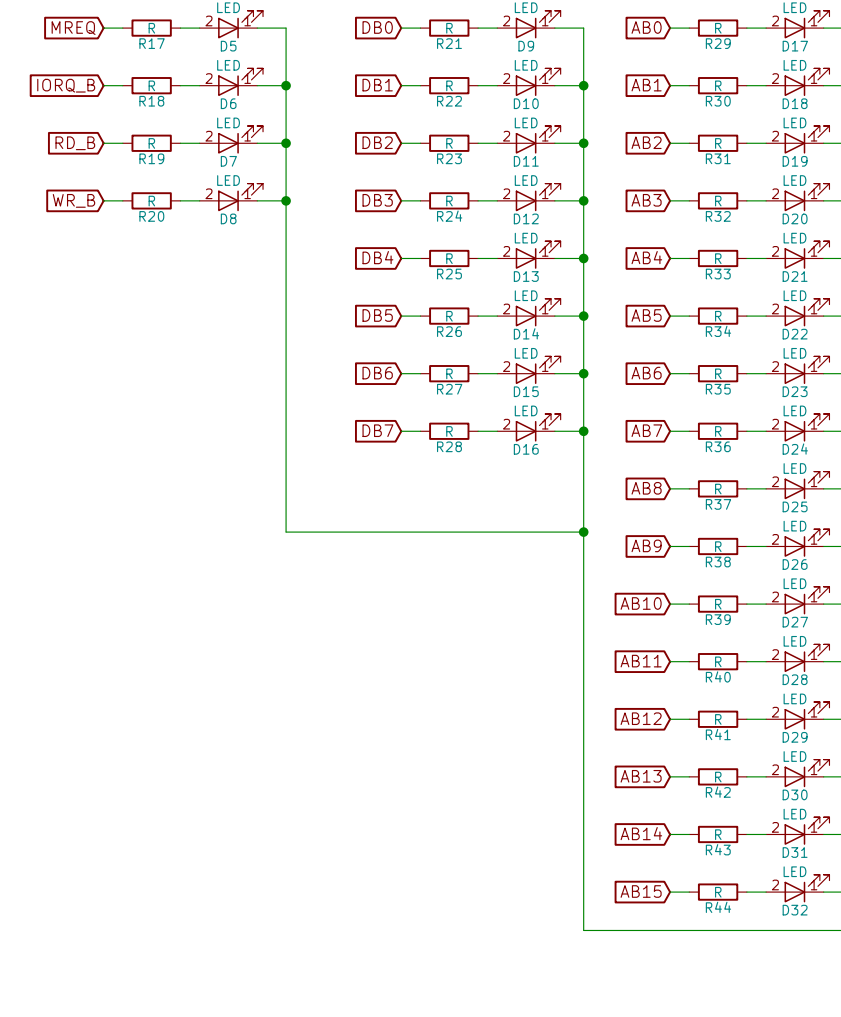 LED LED LED
MREQ R 2 1 DB0 R 2 1 AB0 R 2 1
R17 D5 R21 D9 R29 D17
LED LED LED
IORQ_B R 2 1 DB1 R 2 1 AB1 R 2 1
R18 D6 R22 D10 R30 D18
LED LED LED
RD_B R 2 1 DB2 R 2 1 AB2 R 2 1
R19 D7 R23 D11 R31 D19
LED LED LED
WR_B R 2 1 DB3 R 2 1 AB3 R 2 1
R20 D8 R24 D12 R32 D20
LED LED
DB4 R 2 1 AB4 R 2 1
R25 D13 R33 D21
LED LED
DB5 R 2 1 AB5 R 2 1
R26 D14 R34 D22
LED LED
DB6 R 2 1 AB6 R 2 1
R27 D15 R35 D23
LED LED
DB7 R 2 1 AB7 R 2 1
R28 D16 R36 D24
LED
AB8 R 2 1
R37 D25
LED
AB9 R 2 1
R38 D26
LED
AB10 R 2 1
R39 D27
LED
AB11 R 2 1
R40 D28
LED
AB12 R 2 1
R41 D29
LED
AB13 R 2 1
R42 D30
LED
AB14 R 2 1
R43 D31
LED
AB15 R 2 1
R44 D32